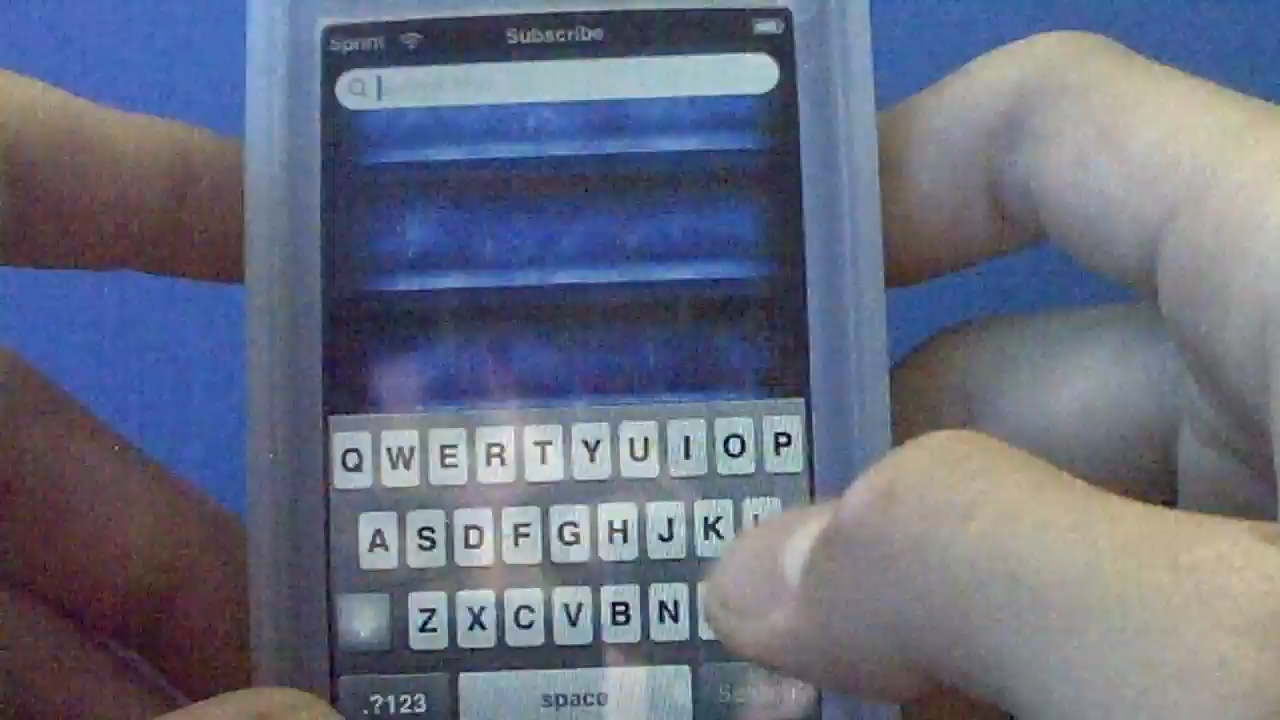 Sprint Subscribe
Q W E R T Y U I O P
A S D F G H J K
Z X C V B N
.?123 space